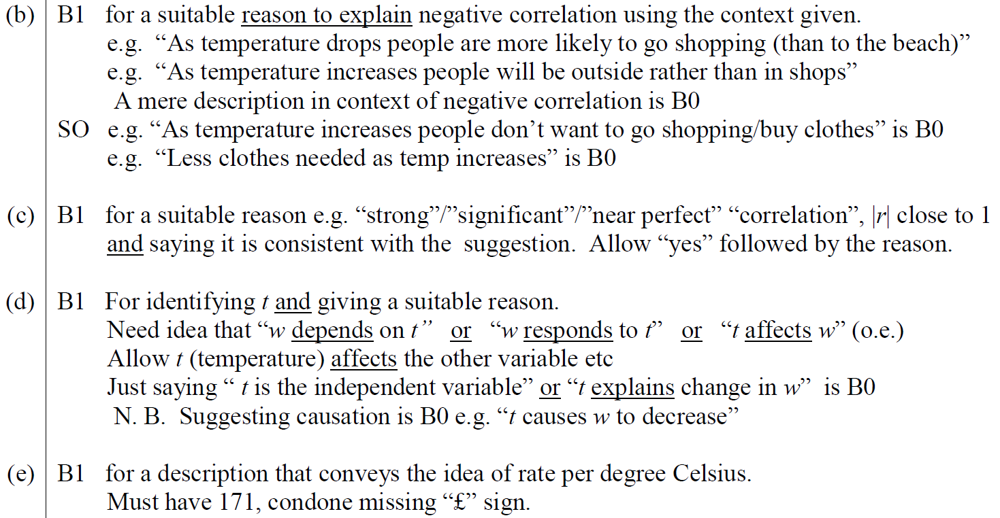 (b) B1 for a suitable reason to explain negative correlation using the context given.
e.g. “As temperature drops people are more likely to go shopping (than to the beach)”
e.g. “As temperature increases people will be outside rather than in shops”
A mere description in context of negative correlation is B0
SO e.g. “As temperature increases people don’t want to go shopping/buy clothes” is B0
e.g. “Less clothes needed as temp increases” is B0
(c) B1 for a suitable reason e.g. “strong”/”significant”/”near perfect” “correlation”, |r| close to 1
and saying it is consistent with the suggestion. Allow “yes” followed by the reason.
(d) B1 For identifying t and giving a suitable reason.
Need idea that “w depends on t” or “w responds to t” or “t affects w” (o.e.)
Allow t (temperature) affects the other variable etc
Just saying “ t is the independent variable” or “t explains change in w” is B0
N. B. Suggesting causation is B0 e.g. “t causes w to decrease”
(e) B1 for a description that conveys the idea of rate per degree Celsius.
Must have 171, condone missing “£” sign.